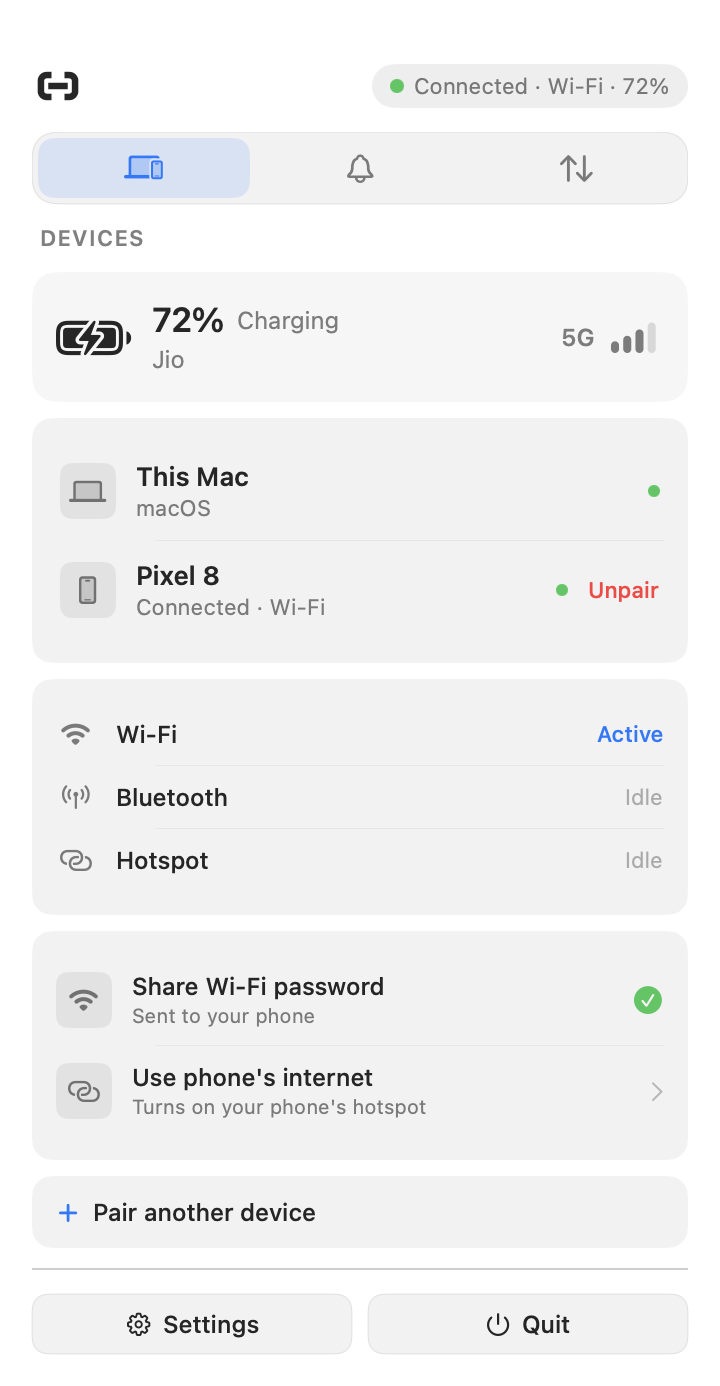 Connected · Wi-Fi · 72%
DEVICES
72% Charging
Jio
5G
This Mac
macOS
Pixel 8
Connected · Wi-Fi
Unpair
Wi-Fi
Active
Bluetooth
Idle
Hotspot
Idle
Share Wi-Fi password
Sent to your phone
Use phone's internet
Turns on your phone's hotspot
Pair another device
Settings
Quit